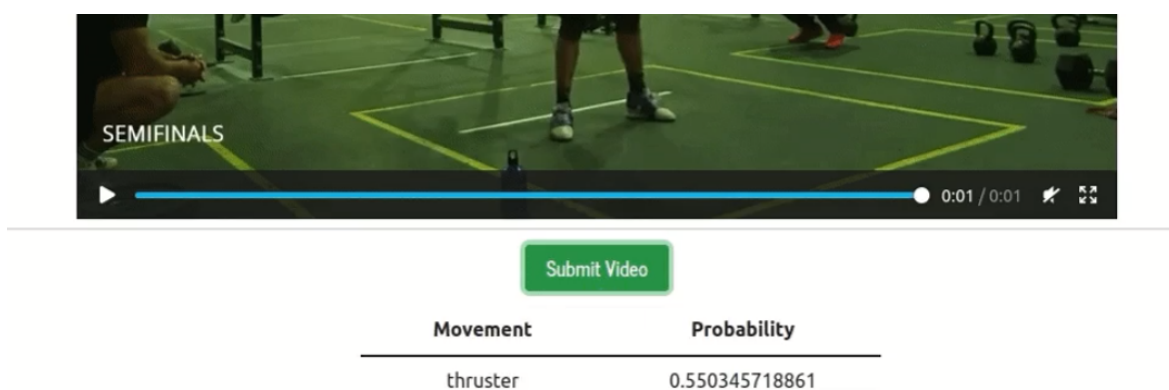 SEMIFINALS
0:01 / 0:01
Submit Video
Movement Probability
thruster 0.550345718861